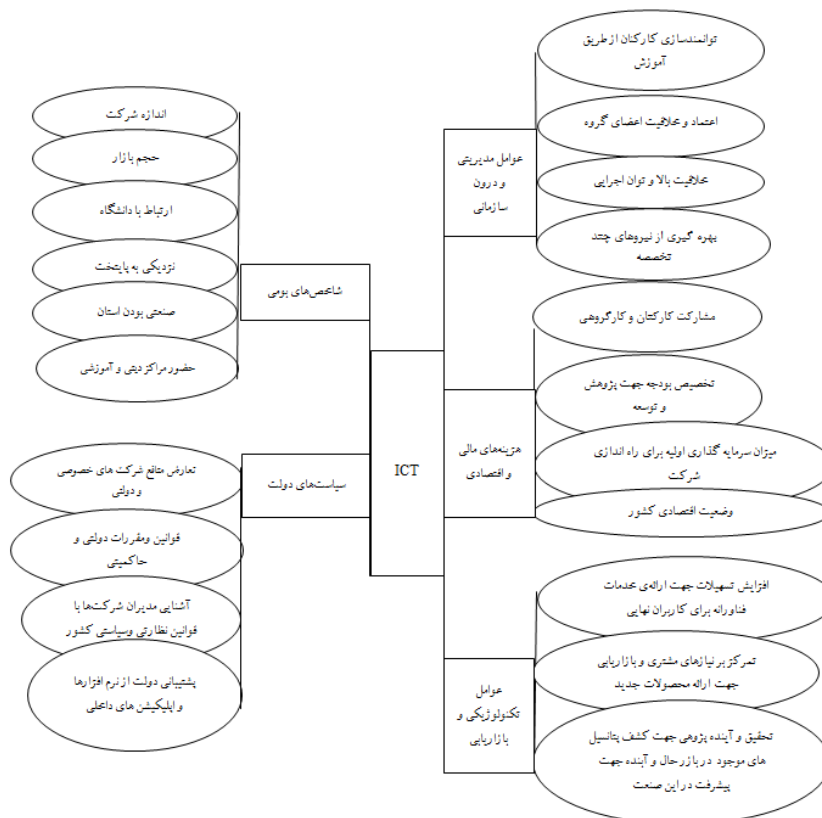 توانمندسازی کارکنان از طریق
آموزش
اعتماد و خلاقیت اعضای گروه
خلاقیت بالا و توان اجرایی
بهره گیری از نیروهای چند
تخصصه
عوامل مدیریتی
و درون
سازمانی
مشارکت کارکنان و کارگروهی
تخصیص بودجه جهت پژوهش
و توسعه
میزان سرمایه گذاری اولیه برای راه اندازی
شرکت
وضعیت اقتصادی کشور
هزینه‌های مالی
و اقتصادی
افزایش تسهیلات جهت ارائه‌ی خدمات
فناورانه برای کاربران نهایی
تمرکز بر نیازهای مشتری و بازاریابی
جهت ارائه محصولات جدید
تحقیق و آینده پژوهی جهت کشف پتانسیل
های موجود در بازر حال و آینده جهت
پیشرفت در این صنعت
عوامل
تکنولوژیکی و
بازاریابی
ICT
شاخص‌های بومی
اندازه شرکت
حجم بازار
ارتباط با دانشگاه
نزدیکی به پایتخت
صنعتی بودن استان
حضور مراکز دینی و آموزشی
سیاست‌های دولت
تعارض منافع شرکت های خصوصی
و دولتی
قوانین ومقررات دولتی و
حاکمیتی
آشنایی مدیران شرکت‌ها با
قوانین نظارتی وسیاستی کشور
پشتیبانی دولت از نرم افزارها
و اپلیکیشن های داخلی